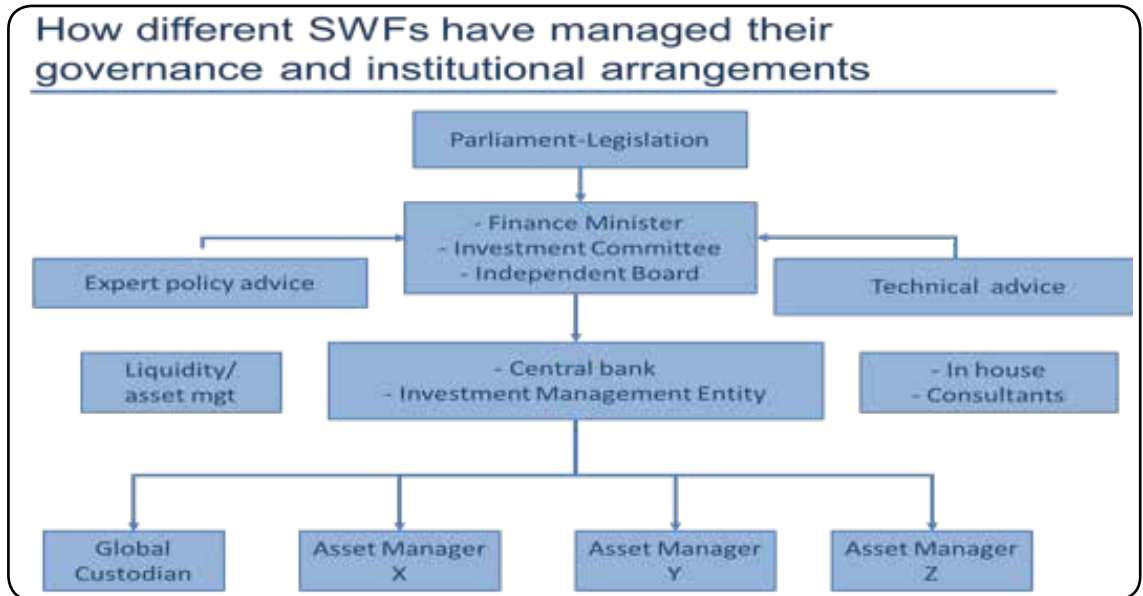 How different SWFs have managed their
governance and institutional arrangements
Parliament-Legislation
- Finance Minister
- Investment Committee
- Independent Board
Expert policy advice
Technical advice
Liquidity/
asset mgt
- Central bank
- Investment Management Entity
- In house
- Consultants
Global
Custodian
Asset Manager
X
Asset Manager
Y
Asset Manager
Z